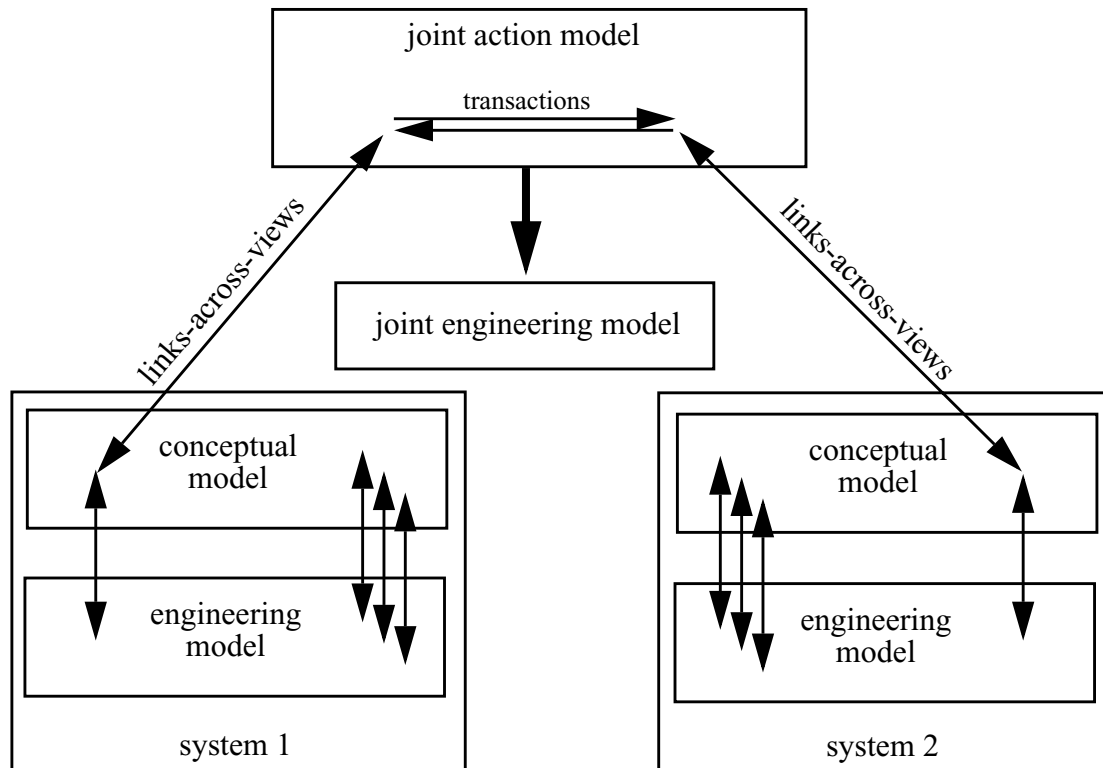 joint action model
transactions
links-across-views
links-across-views
joint engineering model
conceptual
model
engineering
model
system 1
conceptual
model
engineering
model
system 2